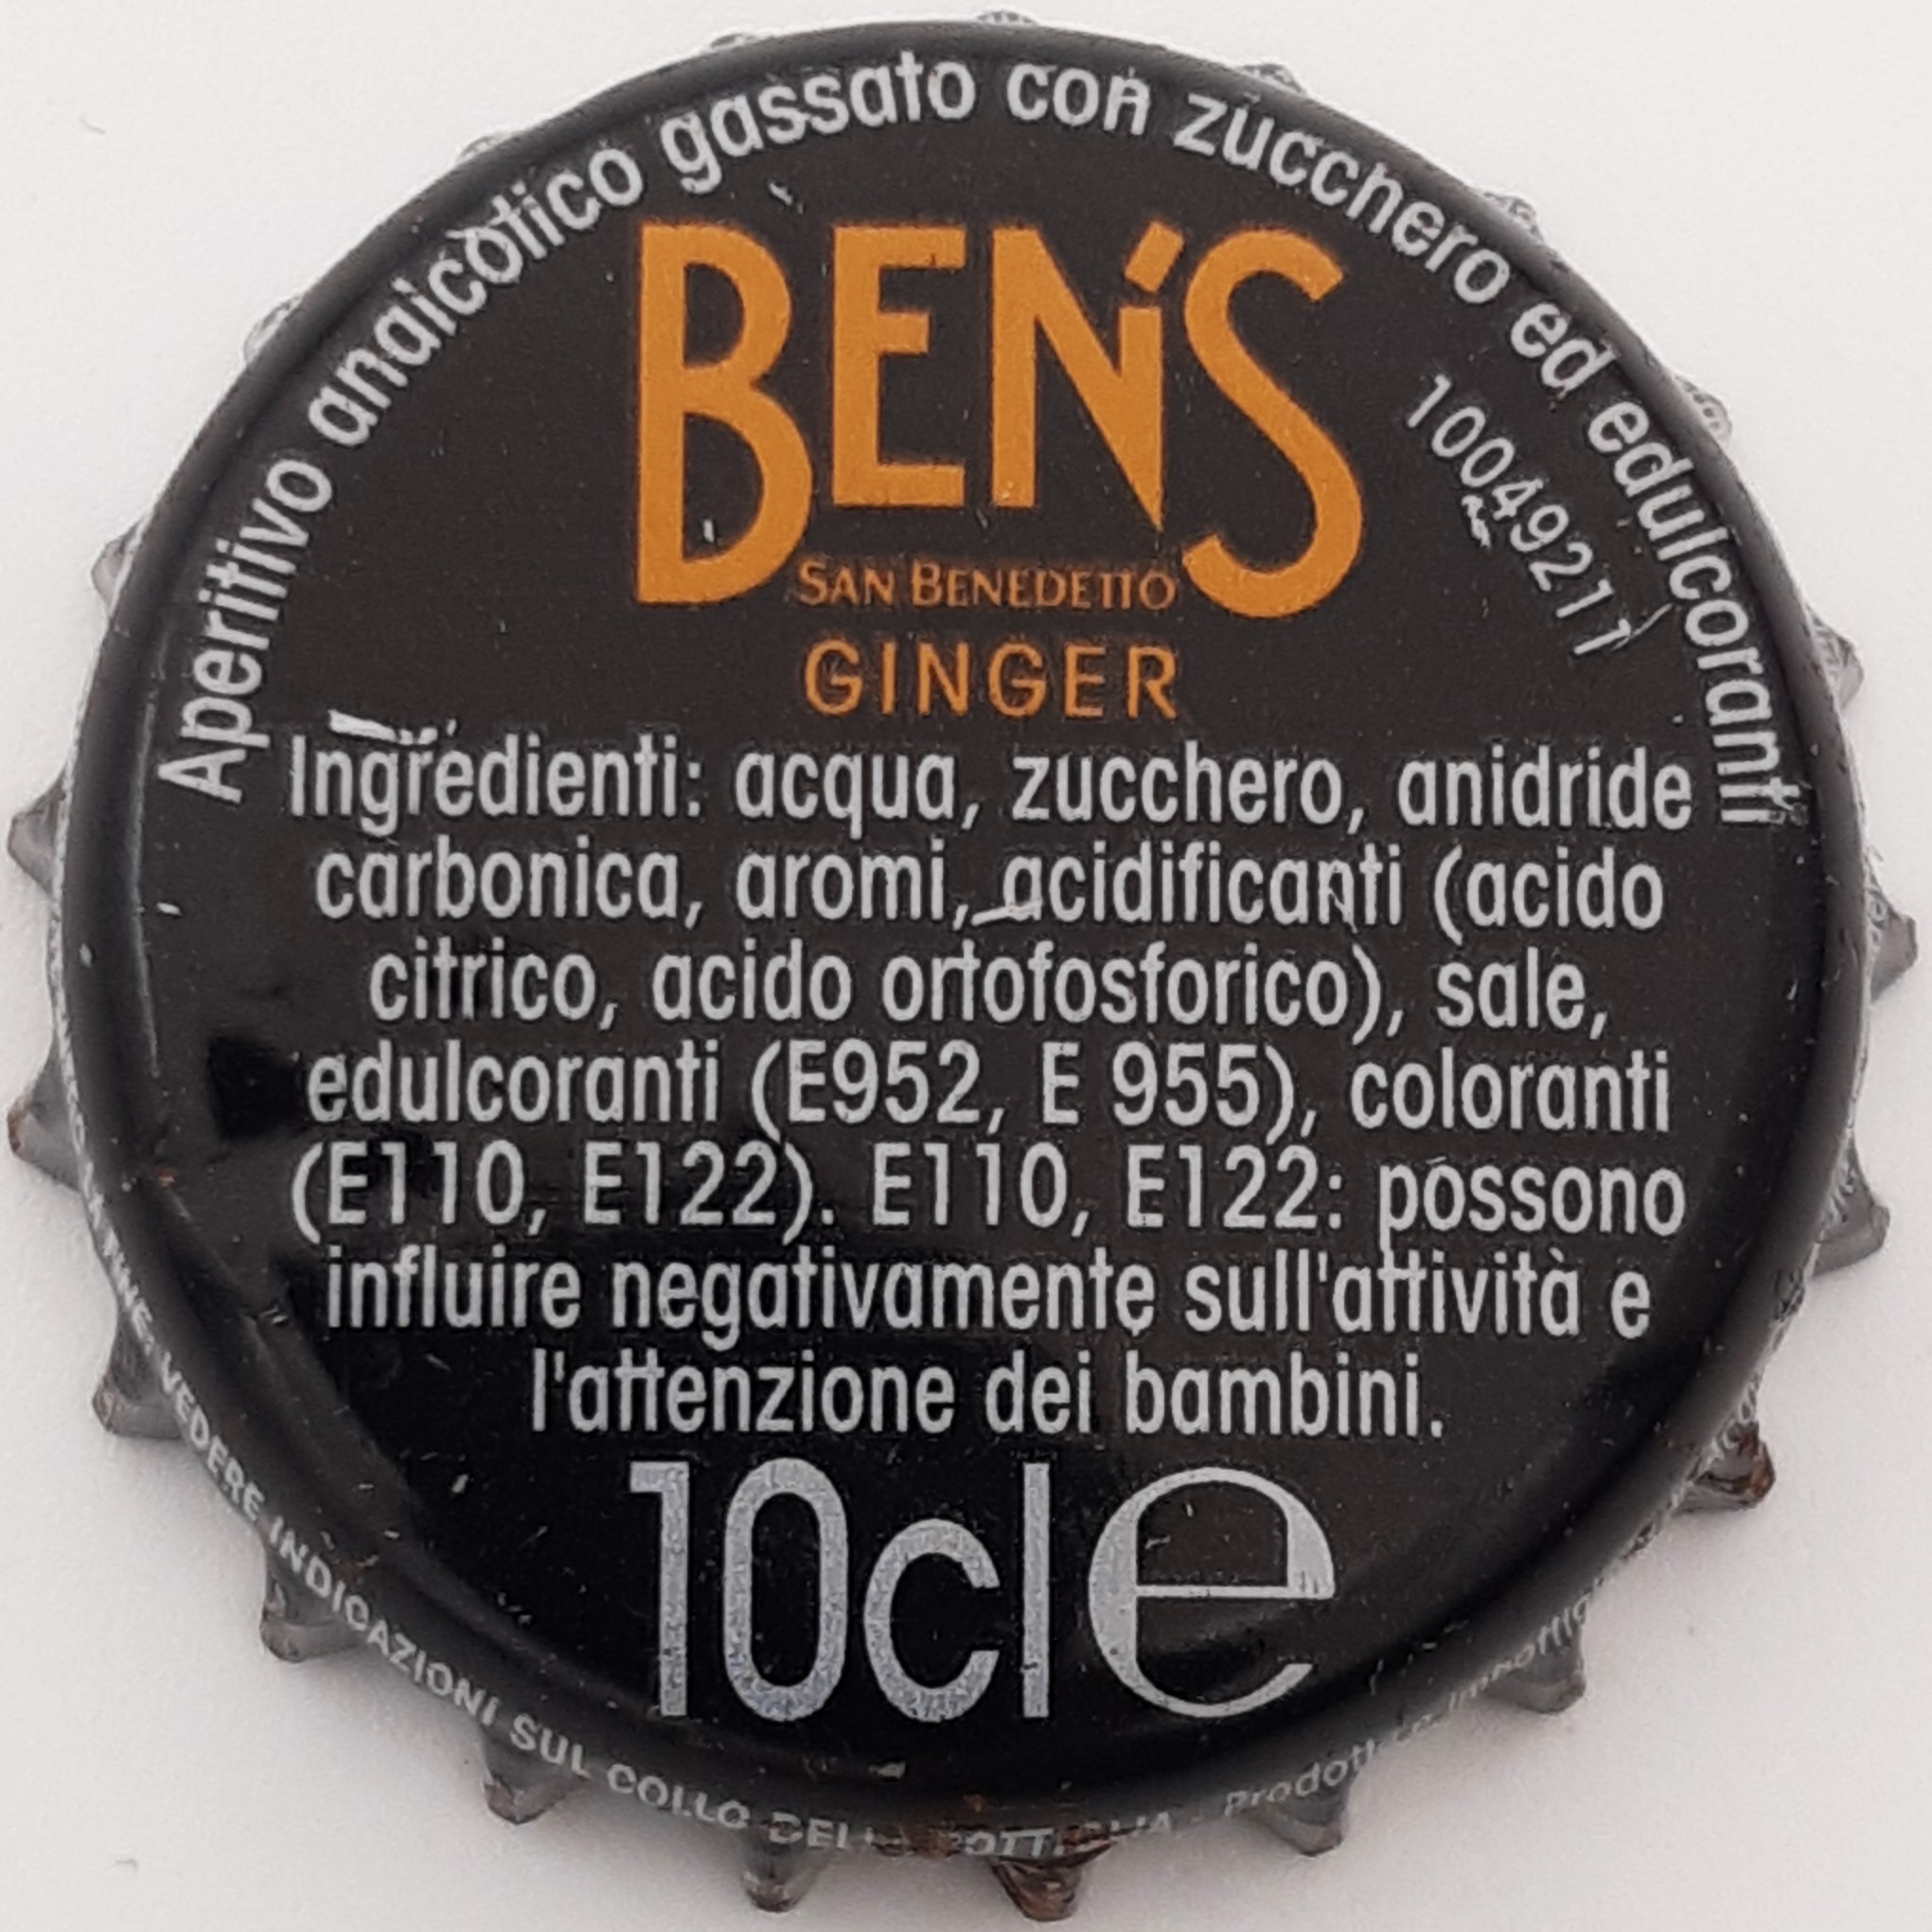 Aperitivo analcolico gassato con zucchero ed edulcoranti
BEN'S
SAN BENEDETTO
GINGER
10049211
Ingredienti: acqua, zucchero, anidride
carbonica, aromi, acidificanti (acido
citrico, acido ortofosforico), sale,
edulcoranti (E952, E 955), coloranti
(E110, E122). E110, E122: possono
influire negativamente sull'attività e
l'attenzione dei bambini.
10cl e
VEDERE INDICAZIONI SUL COLLO DELLA BOTTIGLIA - Prodotto